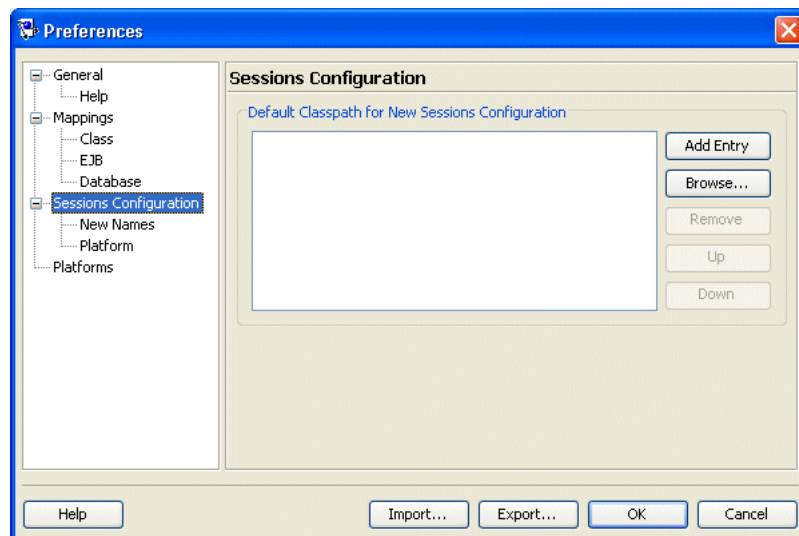 Preferences
General
Help
Mappings
Class
EJB
Database
Sessions Configuration
New Names
Platform
Platforms
Sessions Configuration
Default Classpath for New Sessions Configuration
Add Entry
Browse...
Remove
Up
Down
Help
Import...
Export...
OK
Cancel